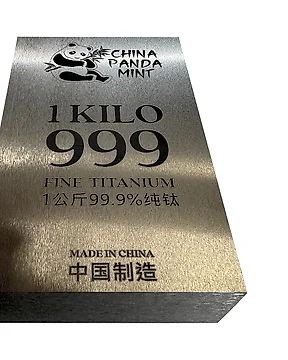 CHINA
PANDA
MINT
1 KILO
999
FINE TITANIUM
1公斤99.9%纯钛
MADE IN CHINA
中国制造